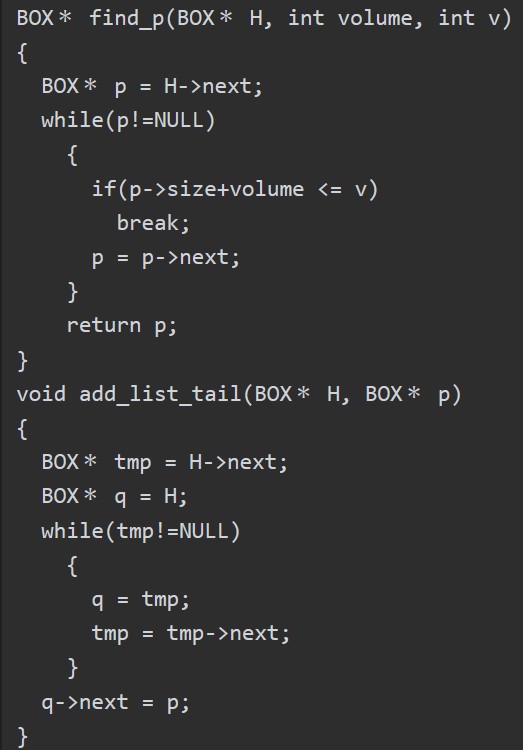 BOX* find_p(BOX* H, int volume, int v)
{
  BOX* p = H->next;
  while(p!=NULL)
    {
      if(p->size+volume <= v)
        break;
      p = p->next;
    }
    return p;
}
void add_list_tail(BOX* H, BOX* p)
{
  BOX* tmp = H->next;
  BOX* q = H;
  while(tmp!=NULL)
    {
      q = tmp;
      tmp = tmp->next;
    }
  q->next = p;
}